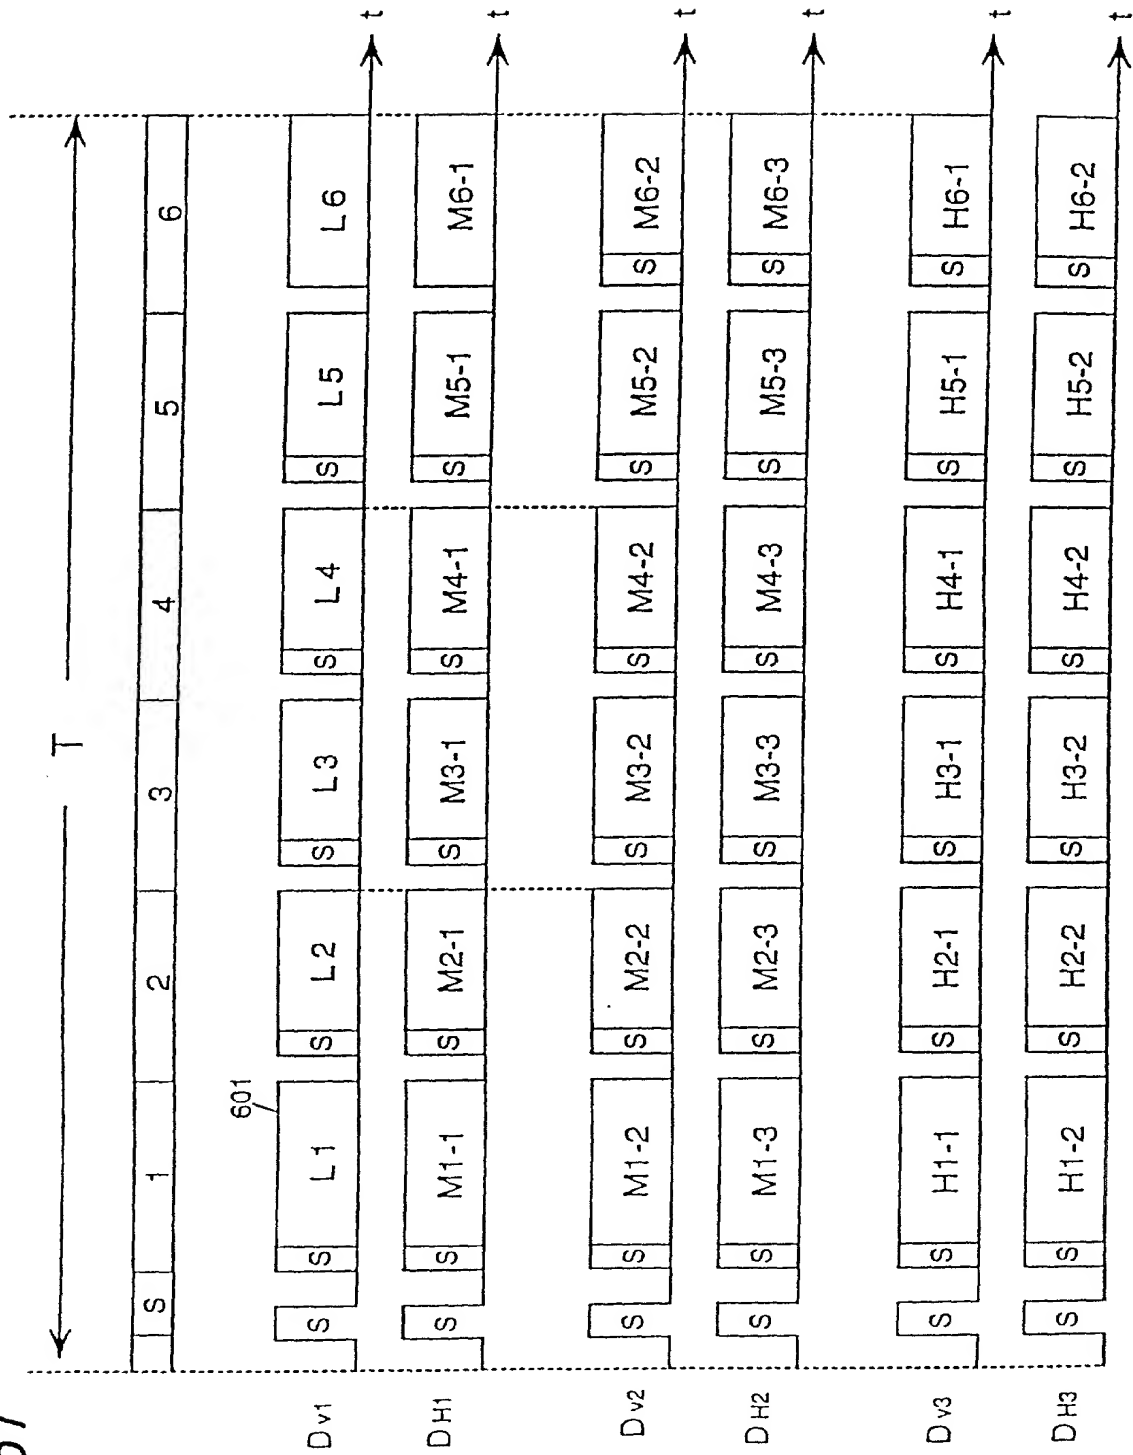 T
S 1 2 3 4 5 6
601
Dv1 S S L1 S L2 S L3 S L4 S L5 L6 t
DH1 S S M1-1 S M2-1 S M3-1 S M4-1 S M5-1 M6-1 t
Dv2 S S M1-2 S M2-2 S M3-2 S M4-2 S M5-2 S M6-2 t
DH2 S S M1-3 S M2-3 S M3-3 S M4-3 S M5-3 S M6-3 t
Dv3 S S H1-1 S H2-1 S H3-1 S H4-1 S H5-1 S H6-1 t
DH3 S S H1-2 S H2-2 S H3-2 S H4-2 S H5-2 S H6-2 t